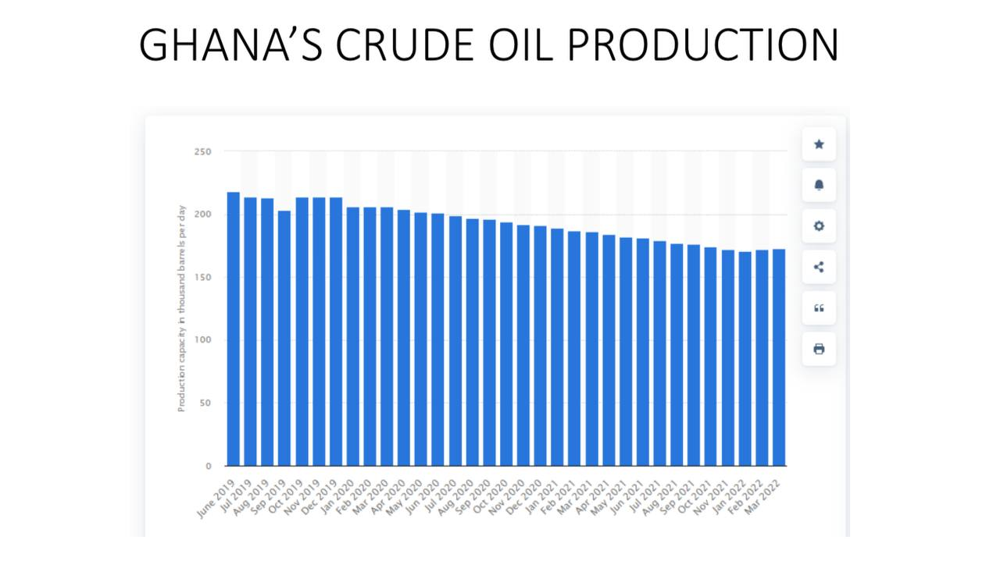 GHANA’S CRUDE OIL PRODUCTION
250
200
150
100
50
0
Production capacity in thousand barrels per day
June 2019
Jul 2019
Aug 2019
Sep 2019
Oct 2019
Nov 2019
Dec 2019
Jan 2020
Feb 2020
Mar 2020
Apr 2020
May 2020
Jun 2020
Jul 2020
Aug 2020
Sep 2020
Oct 2020
Nov 2020
Dec 2020
Jan 2021
Feb 2021
Mar 2021
Apr 2021
May 2021
Jun 2021
Jul 2021
Aug 2021
Sep 2021
Oct 2021
Nov 2021
Jan 2022
Feb 2022
Mar 2022